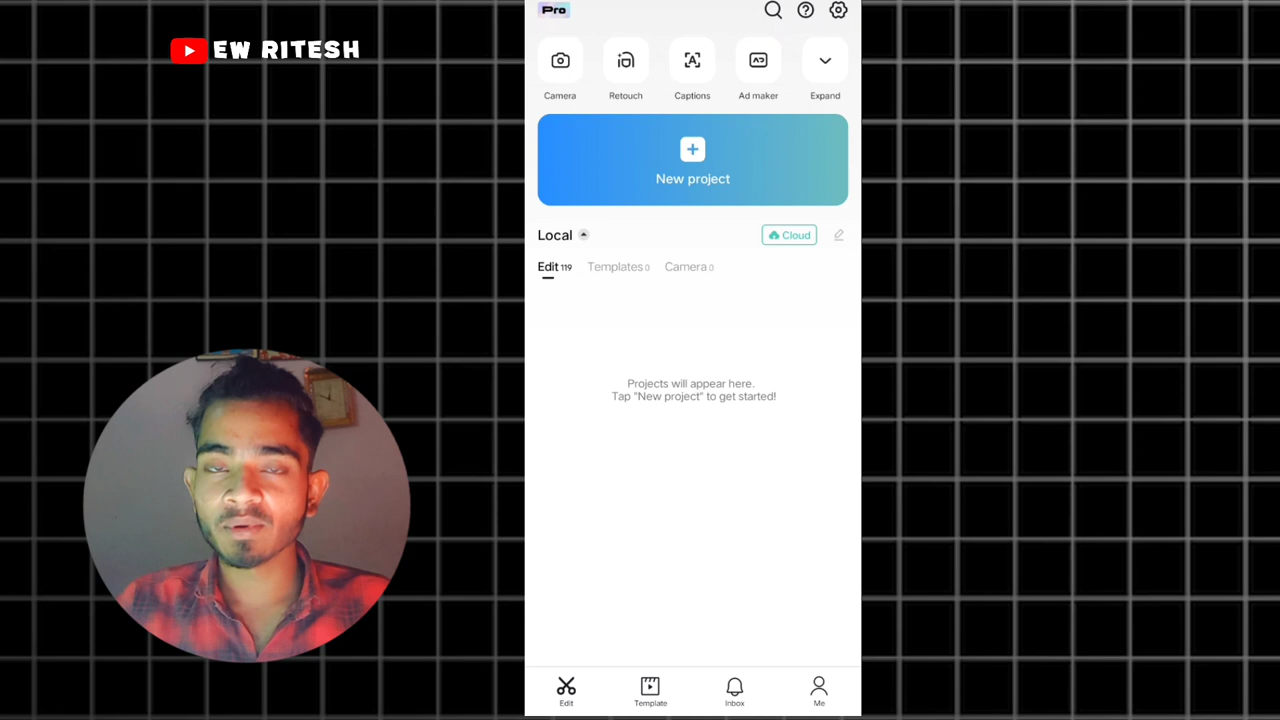 EW RITESH
Pro
Camera
Retouch
Captions
Ad maker
Expand
New project
Local
Cloud
Edit 119
Templates 0
Camera 0
Projects will appear here.
Tap "New project" to get started!
Edit
Template
Inbox
Me